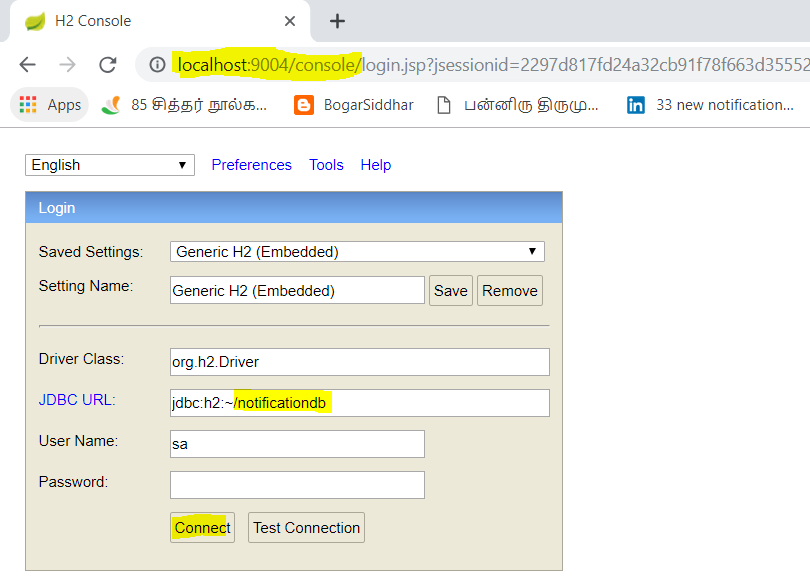 H2 Console
localhost:9004/console/login.jsp?jsessionid=2297d817fd24a32cb91f78f663d35552
Apps 85 சித்தர் நூல்க... BogarSiddhar பன்னிரு திருமு... 33 new notification...
English Preferences Tools Help
Login
Saved Settings: Generic H2 (Embedded)
Setting Name: Generic H2 (Embedded) Save Remove
Driver Class: org.h2.Driver
JDBC URL: jdbc:h2:~/notificationdb
User Name: sa
Password:
Connect Test Connection